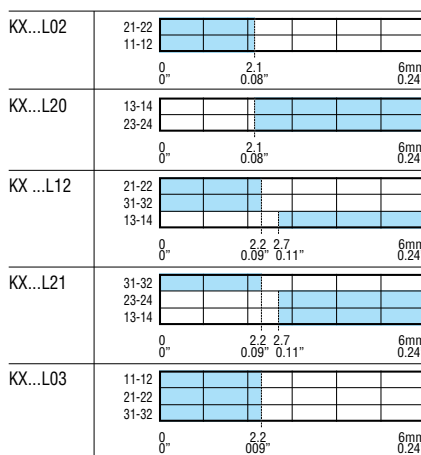 KX...L02
21-22
11-12
0 2.1 6mm
0" 0.08" 0.24
KX...L20
13-14
23-24
0 2.1 6mm
0" 0.08" 0.24
KX ...L12
21-22
31-32
13-14
0 2.2 2.7 6mm
0" 0.09" 0.11" 0.24
KX...L21
31-32
23-24
13-14
0 2.2 2.7 6mm
0" 0.09" 0.11" 0.24
KX...L03
11-12
21-22
31-32
0 2.2 6mm
0" 009" 0.24